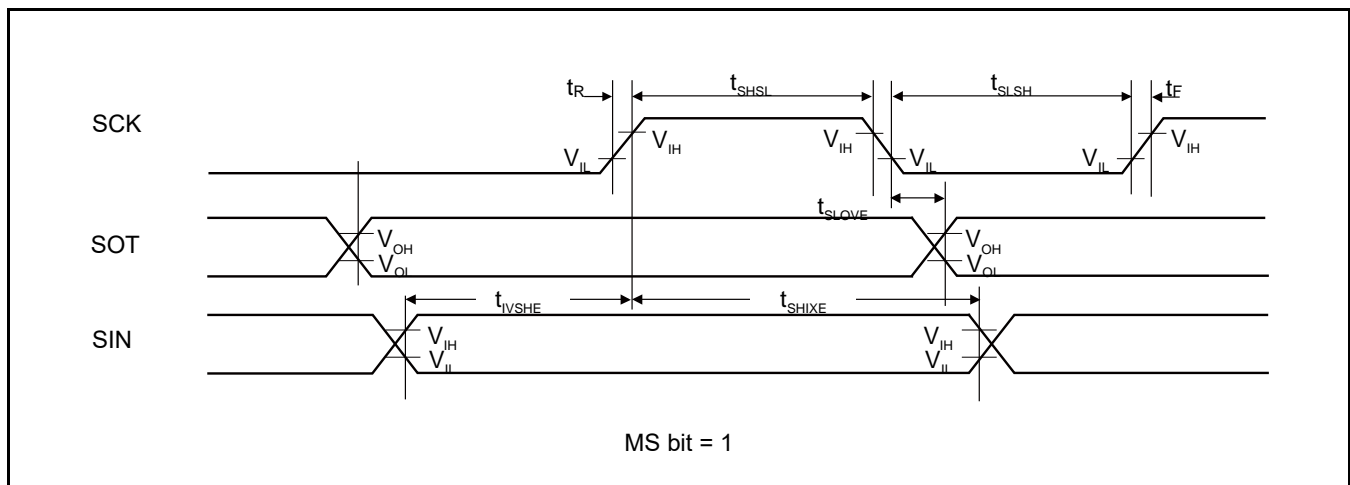 tR tSHSL tSLSH tF
SCK
VIH VIH VIH
VIL VIL VIL
tSLOVE
SOT
VOH VOH
VOL VOL
tIVSHE tSHIXE
SIN
VIH VIH
VIL VIL
MS bit = 1